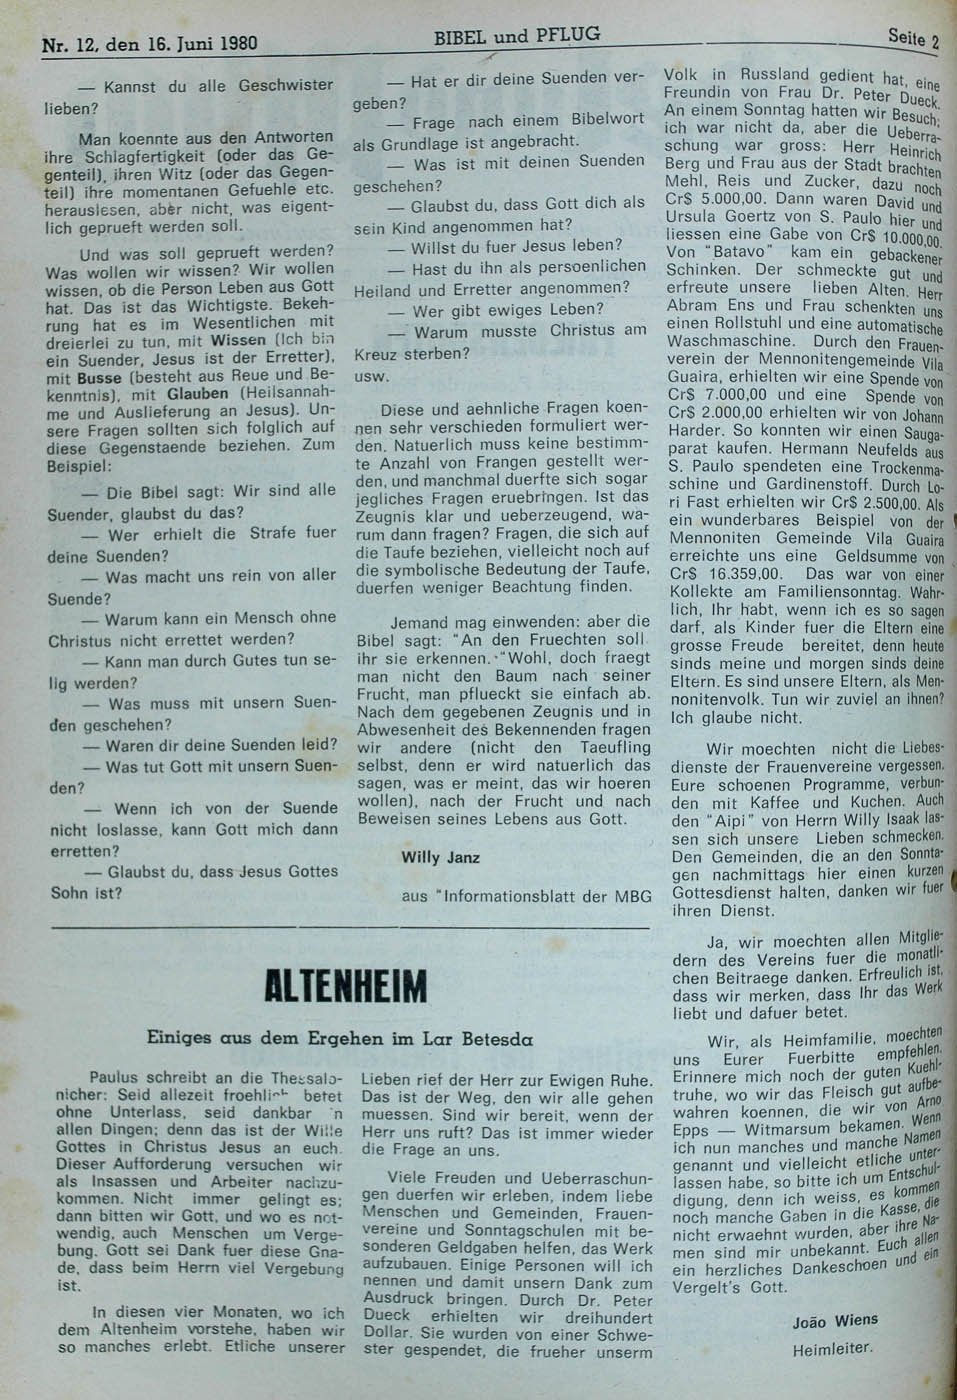 Nr. 12, den 16. Juni 1980
BIBEL und PFLUG
Seite 2
— Kannst du alle Geschwister
lieben?
Man koennte aus den Antworten
ihre Schlagfertigkeit (oder das Ge-
genteil), ihren Witz (oder das Gegen-
teil) ihre momentanen Gefuehle etc.
herauslesen, aber nicht, was eigent-
lich geprueft werden soll.
Und was soll geprueft werden?
Was wollen wir wissen? Wir wollen
wissen, ob die Person Leben aus Gott
hat. Das ist das Wichtigste. Bekeh-
rung hat es im Wesentlichen mit
dreierlei zu tun, mit Wissen (Ich bin
ein Suender, Jesus ist der Erretter),
mit Busse (besteht aus Reue und Be-
kenntnis), mit Glauben (Heilsannah-
me und Auslieferung an Jesus). Un-
sere Fragen sollten sich folglich auf
diese Gegenstaende beziehen. Zum
Beispiel:
— Die Bibel sagt: Wir sind alle
Suender, glaubst du das?
— Wer erhielt die Strafe fuer
deine Suenden?
— Was macht uns rein von aller
Suende?
— Warum kann ein Mensch ohne
Christus nicht errettet werden?
— Kann man durch Gutes tun se-
lig werden?
— Was muss mit unsern Suen-
den geschehen?
— Waren dir deine Suenden leid?
— Was tut Gott mit unsern Suen-
den?
— Wenn ich von der Suende
nicht loslasse, kann Gott mich dann
erretten?
— Glaubst du, dass Jesus Gottes
Sohn ist?
— Hat er dir deine Suenden ver-
geben?
— Frage nach einem Bibelwort
als Grundlage ist angebracht.
— Was ist mit deinen Suenden
geschehen?
— Glaubst du, dass Gott dich als
sein Kind angenommen hat?
— Willst du fuer Jesus leben?
— Hast du ihn als persoenlichen
Heiland und Erretter angenommen?
— Wer gibt ewiges Leben?
— Warum musste Christus am
Kreuz sterben?
usw.
Diese und aehnliche Fragen koen-
nen sehr verschieden formuliert wer-
den. Natuerlich muss keine bestimm-
te Anzahl von Frangen gestellt wer-
den, und manchmal duerfte sich sogar
jegliches Fragen eruebringen. Ist das
Zeugnis klar und ueberzeugend, wa-
rum dann fragen? Fragen, die sich auf
die Taufe beziehen, vielleicht noch auf
die symbolische Bedeutung der Taufe,
duerfen weniger Beachtung finden.
Jemand mag einwenden: aber die
Bibel sagt: "An den Fruechten soll
ihr sie erkennen. "Wohl, doch fraegt
man nicht den Baum nach seiner
Frucht, man pflueckt sie einfach ab.
Nach dem gegebenen Zeugnis und in
Abwesenheit des Bekennenden fragen
wir andere (nicht den Taeufling
selbst, denn er wird natuerlich das
sagen, was er meint, das wir hoeren
wollen), nach der Frucht und nach
Beweisen seines Lebens aus Gott.
Willy Janz
aus "Informationsblatt der MBG
ALTENHEIM
Einiges aus dem Ergehen im Lar Betesda
Paulus schreibt an die Thessalo-
nicher: Seid allezeit froehlich betet
ohne Unterlass, seid dankbar in
allen Dingen; denn das ist der Wille
Gottes in Christus Jesus an euch.
Dieser Aufforderung versuchen wir
als Insassen und Arbeiter nachzu-
kommen. Nicht immer gelingt es;
dann bitten wir Gott, und wo es not-
wendig, auch Menschen um Verge-
bung. Gott sei Dank fuer diese Gna-
de, dass beim Herrn viel Vergebung
ist.
In diesen vier Monaten, wo ich
dem Altenheim vorstehe, haben wir
so manches erlebt. Etliche unserer
Lieben rief der Herr zur Ewigen Ruhe.
Das ist der Weg, den wir alle gehen
muessen. Sind wir bereit, wenn der
Herr uns ruft? Das ist immer wieder
die Frage an uns.
Viele Freuden und Ueberraschun-
gen duerfen wir erleben, indem liebe
Menschen und Gemeinden, Frauen-
vereine und Sonntagschulen mit be-
sonderen Geldgaben helfen, das Werk
aufzubauen. Einige Personen will ich
nennen und damit unsern Dank zum
Ausdruck bringen. Durch Dr. Peter
Dueck erhielten wir dreihundert
Dollar. Sie wurden von einer Schwe-
ster gespendet, die frueher unserm
Volk in Russland gedient hat, eine
Freundin von Frau Dr. Peter Dueck.
An einem Sonntag hatten wir Besuch;
ich war nicht da, aber die Ueberra-
schung war gross: Herr Heinrich
Berg und Frau aus der Stadt brachten
Mehl, Reis und Zucker, dazu noch
Cr$ 5.000,00. Dann waren David und
Ursula Goertz von S. Paulo hier und
liessen eine Gabe von Cr$ 10.000,00.
Von "Batavo" kam ein gebackener
Schinken. Der schmeckte gut und
erfreute unsere lieben Alten. Herr
Abram Ens und Frau schenkten uns
einen Rollstuhl und eine automatische
Waschmaschine. Durch den Frauen-
verein der Mennonitengemeinde Vila
Guaira, erhielten wir eine Spende von
Cr$ 7.000,00 und eine Spende von
Cr$ 2.000,00 erhielten wir von Johann
Harder. So konnten wir einen Sauga-
parat kaufen. Hermann Neufelds aus
S. Paulo spendeten eine Trockenma-
schine und Gardinenstoff. Durch Lo-
ri Fast erhielten wir Cr$ 2.500,00. Als
ein wunderbares Beispiel von der
Mennoniten Gemeinde Vila Guaira
erreichte uns eine Geldsumme von
Cr$ 16.359,00. Das war von einer
Kollekte am Familiensonntag. Wahr-
lich, Ihr habt, wenn ich es so sagen
darf, als Kinder fuer die Eltern eine
grosse Freude bereitet, denn heute
sinds meine und morgen sinds deine
Eltern. Es sind unsere Eltern, als Men-
nonitenvolk. Tun wir zuviel an ihnen?
Ich glaube nicht.
Wir moechten nicht die Liebes-
dienste der Frauenvereine vergessen.
Eure schoenen Programme, verbun-
den mit Kaffee und Kuchen. Auch
den "Aipi" von Herrn Willy Isaak las-
sen sich unsere Lieben schmecken.
Den Gemeinden, die an den Sonnta-
gen nachmittags hier einen kurzen
Gottesdienst halten, danken wir fuer
ihren Dienst.
Ja, wir moechten allen Mitglie-
dern des Vereins fuer die monatli-
chen Beitraege danken. Erfreulich ist,
dass wir merken, dass Ihr das Werk
liebt und dafuer betet.
Wir, als Heimfamilie, moechten
uns Eurer Fuerbitte empfehlen.
Erinnere mich noch der guten Kuehl-
truhe, wo wir das Fleisch gut aufbe-
wahren koennen, die wir von Arno
Epps — Witmarsum bekamen. Wenn
ich nun manches und manche Namen
genannt und vielleicht etliche unter-
lassen habe, so bitte ich um Entschul-
digung, denn ich weiss, es kommen
noch manche Gaben in die Kasse, die
nicht erwaehnt wurden, aber ihre Na-
men sind mir unbekannt. Euch allen
ein herzliches Dankeschoen und ein
Vergelt's Gott.
João Wiens
Heimleiter.